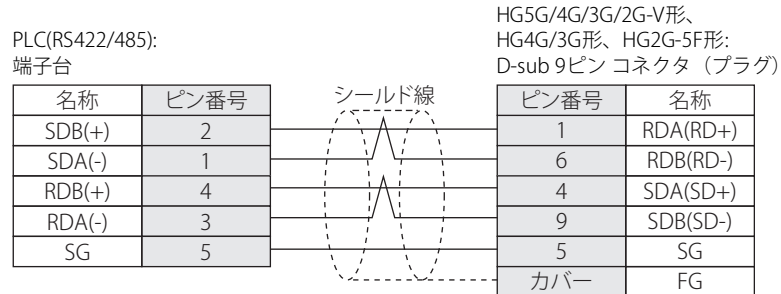 HG5G/4G/3G/2G-V形、
PLC(RS422/485): HG4G/3G形、HG2G-5F形:
端子台 D-sub 9ピン コネクタ（プラグ）
名称 ピン番号 シールド線 ピン番号 名称
SDB(+) 2 1 RDA(RD+)
SDA(-) 1 6 RDB(RD-)
RDB(+) 4 4 SDA(SD+)
RDA(-) 3 9 SDB(SD-)
SG 5 5 SG
カバー FG